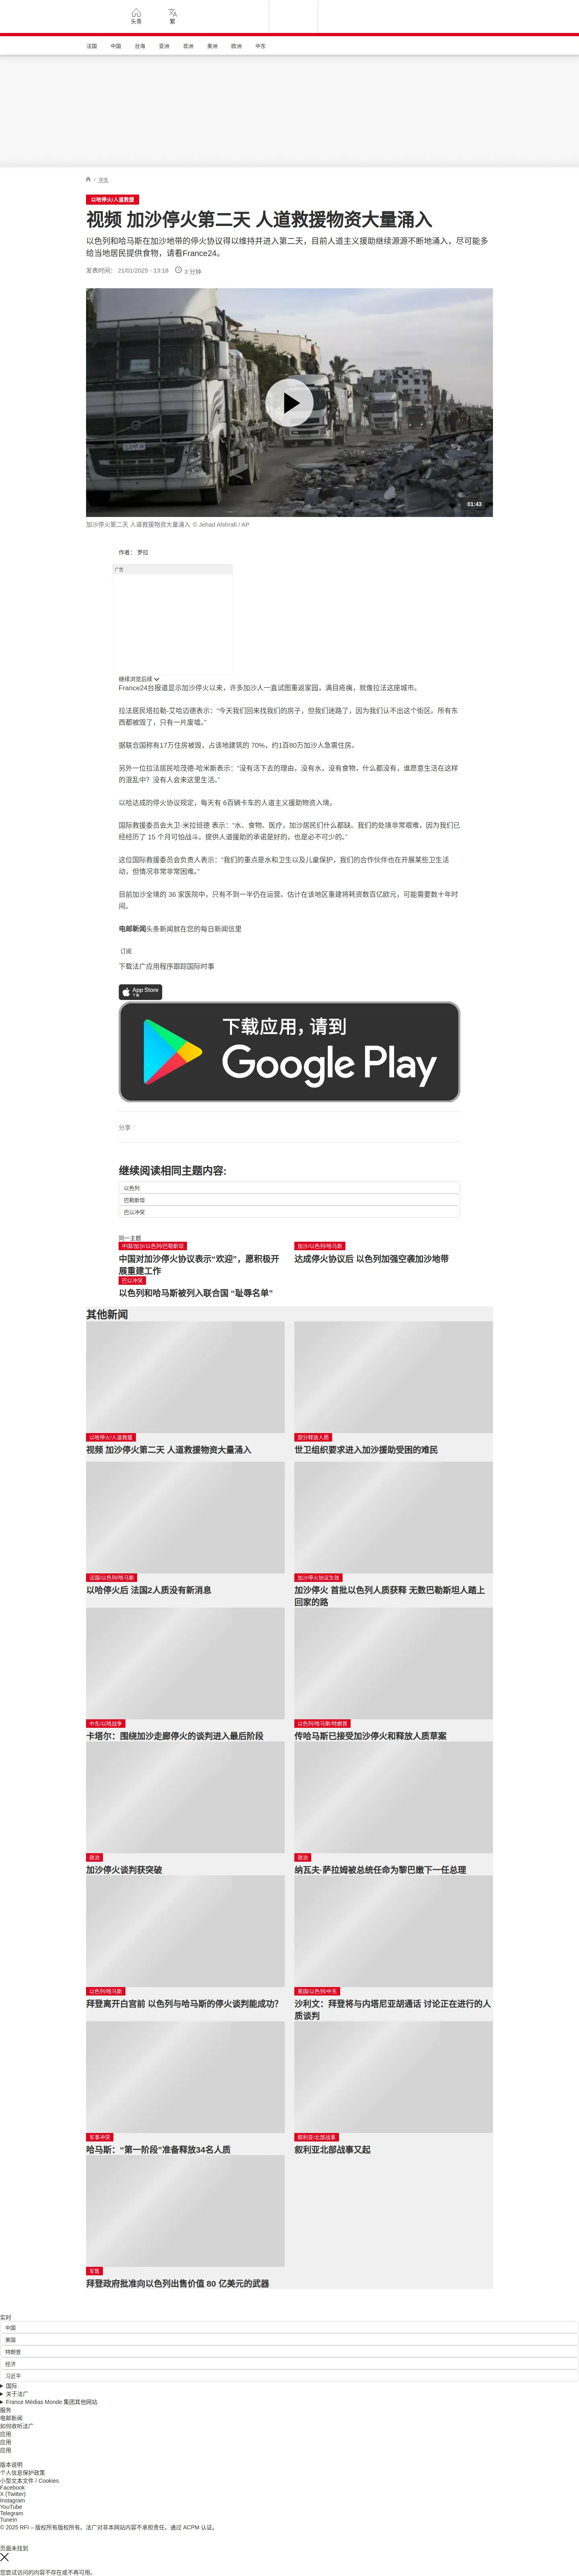 头条
繁
法国
中国
台海
亚洲
非洲
美洲
欧洲
中东
/ 中东
以哈停火/人道救援
视频 加沙停火第二天 人道救援物资大量涌入
以色列和哈马斯在加沙地带的停火协议得以维持并进入第二天，目前人道主义援助继续源源不断地涌入，尽可能多
给当地居民提供食物，请看France24。
发表时间： 21/01/2025 - 13:18
3 分钟
01:43
加沙停火第二天 人道救援物资大量涌入 © Jehad Alshrafi / AP
作者： 罗拉
广告
继续浏览后续
France24台报道显示加沙停火以来，许多加沙人一直试图重返家园，满目疮痍，就像拉法这座城市。
拉法居民塔拉勒-艾哈迈德表示：“今天我们回来找我们的房子，但我们迷路了，因为我们认不出这个街区。所有东
西都被毁了，只有一片废墟。”
据联合国称有17万住房被毁，占该地建筑的 70%，约1百80万加沙人急需住房。
另外一位拉法居民哈茂德-哈米斯表示：“没有活下去的理由，没有水，没有食物，什么都没有，谁愿意生活在这样
的混乱中？没有人会来这里生活。”
以哈达成的停火协议规定，每天有 6百辆卡车的人道主义援助物资入境。
国际救援委员会大卫-米拉班德 表示：“水、食物、医疗，加沙居民们什么都缺。我们的处境非常艰难，因为我们已
经经历了 15 个月可怕战斗。提供人道援助的承诺是好的，也是必不可少的。”
这位国际救援委员会负责人表示：“我们的重点是水和卫生以及儿童保护，我们的合作伙伴也在开展某些卫生活
动，但情况非常非常困难。”
目前加沙全境的 36 家医院中，只有不到一半仍在运营。估计在该地区重建将耗资数百亿欧元，可能需要数十年时
间。
电邮新闻头条新闻就在您的每日新闻信里
订阅
下载法广应用程序跟踪国际时事
App Store
下载
下载应用，请到
Google Play
分享 :
继续阅读相同主题内容:
以色列
巴勒斯坦
巴以冲突
同一主题
中国/加沙/以色列/巴勒斯坦
中国对加沙停火协议表示“欢迎”，愿积极开
展重建工作
加沙/以色列/哈马斯
达成停火协议后 以色列加强空袭加沙地带
巴以冲突
以色列和哈马斯被列入联合国 “耻辱名单”
其他新闻
以哈停火/人道救援
视频 加沙停火第二天 人道救援物资大量涌入
部分释放人质
世卫组织要求进入加沙援助受困的难民
法国/以色列/哈马斯
以哈停火后 法国2人质没有新消息
加沙停火协议生效
加沙停火 首批以色列人质获释 无数巴勒斯坦人踏上
回家的路
中东/以哈战争
卡塔尔：围绕加沙走廊停火的谈判进入最后阶段
以色列/哈马斯/特朗普
传哈马斯已接受加沙停火和释放人质草案
政治
加沙停火谈判获突破
政治
纳瓦夫·萨拉姆被总统任命为黎巴嫩下一任总理
以色列/哈马斯
拜登离开白宫前 以色列与哈马斯的停火谈判能成功？
美国/以色列/中东
沙利文：拜登将与内塔尼亚胡通话 讨论正在进行的人
质谈判
军事冲突
哈马斯：“第一阶段”准备释放34名人质
叙利亚/北部战事
叙利亚北部战事又起
军售
拜登政府批准向以色列出售价值 80 亿美元的武器
实时
中国
美国
特朗普
经济
习近平
国际
关于法广
France Médias Monde 集团其他网站
服务
电邮新闻
如何收听法广
应用
应用
应用
版本说明
个人信息保护政策
小型文本文件 / Cookies
Facebook
X (Twitter)
Instagram
YouTube
Telegram
TuneIn
© 2025 RFI – 版权所有版权所有。法广对非本网站内容不承担责任。通过 ACPM 认证。
页面未找到
您尝试访问的内容不存在或不再可用。